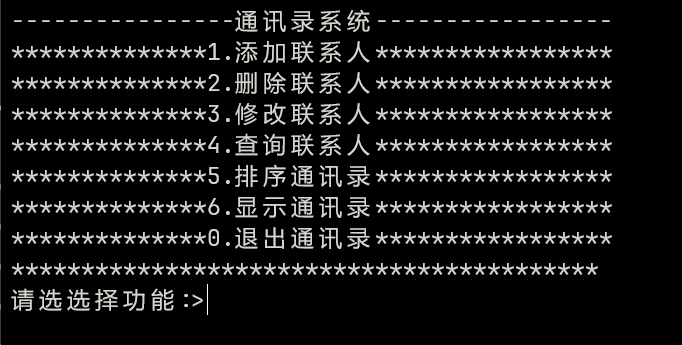 ----------------通讯录系统-----------------
**************1.添加联系人*****************
**************2.删除联系人*****************
**************3.修改联系人*****************
**************4.查询联系人*****************
**************5.排序通讯录*****************
**************6.显示通讯录*****************
**************0.退出通讯录*****************
******************************************
请选选择功能:>